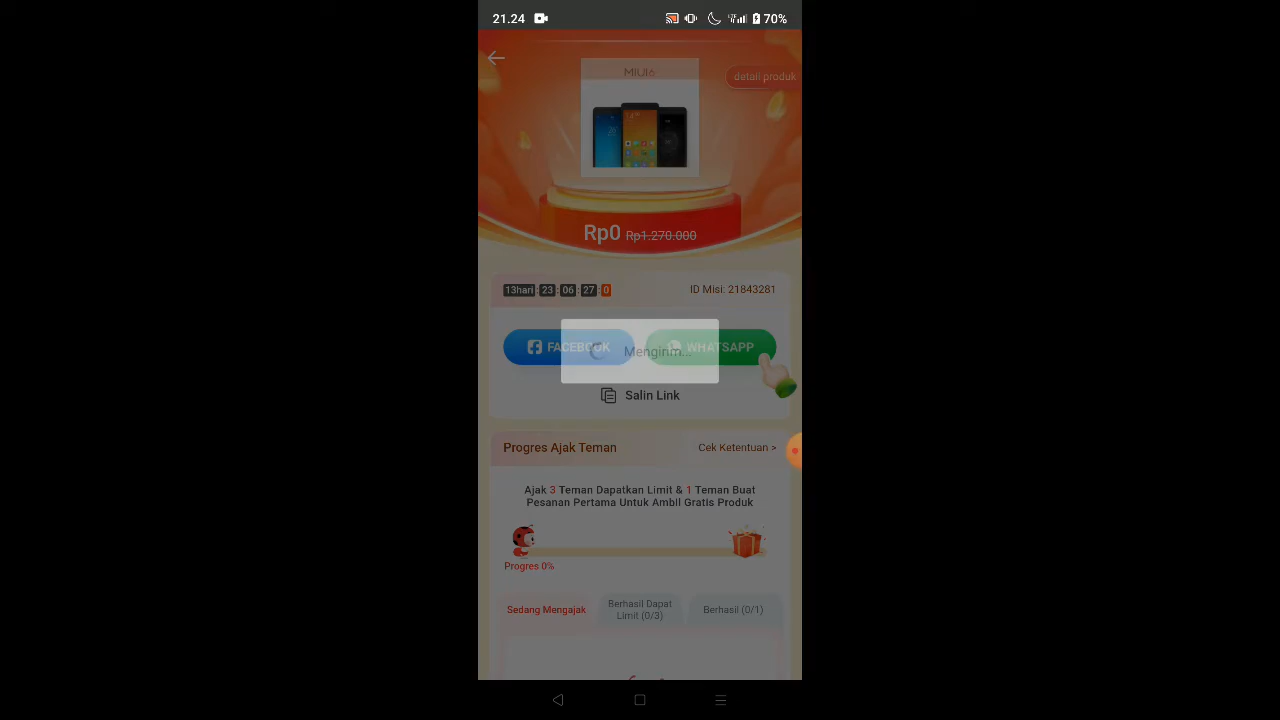 21.24
70%
MIUI6
detail produk
Rp0 Rp1.270.000
13hari:23:06:27:0
ID Misi: 21843281
FACEBOOK
WHATSAPP
Mengirim...
Salin Link
Progres Ajak Teman
Cek Ketentuan >
Ajak 3 Teman Dapatkan Limit & 1 Teman Buat
Pesanan Pertama Untuk Ambil Gratis Produk
Progres 0%
Sedang Mengajak
Berhasil Dapat
Limit (0/3)
Berhasil (0/1)